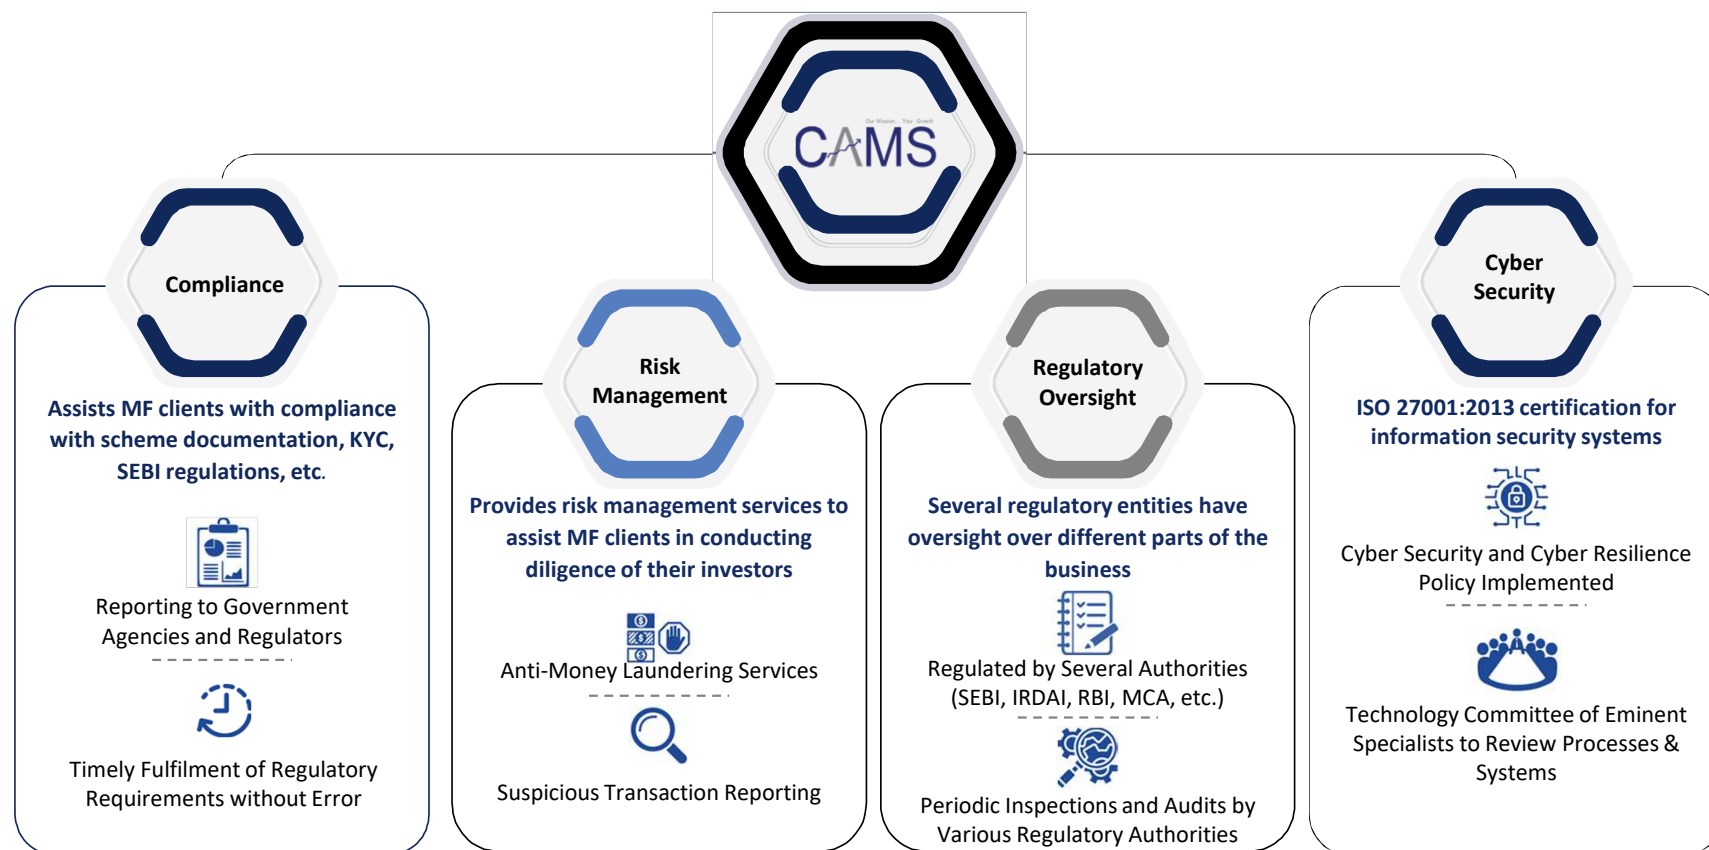 Our Mission... Your Growth
CAMS
Compliance
Assists MF clients with compliance
with scheme documentation, KYC,
SEBI regulations, etc.
Reporting to Government
Agencies and Regulators
Timely Fulfilment of Regulatory
Requirements without Error
Risk
Management
Provides risk management services to
assist MF clients in conducting
diligence of their investors
Anti-Money Laundering Services
Suspicious Transaction Reporting
Regulatory
Oversight
Several regulatory entities have
oversight over different parts of the
business
Regulated by Several Authorities
(SEBI, IRDAI, RBI, MCA, etc.)
Periodic Inspections and Audits by
Various Regulatory Authorities
Cyber
Security
ISO 27001:2013 certification for
information security systems
Cyber Security and Cyber Resilience
Policy Implemented
Technology Committee of Eminent
Specialists to Review Processes &
Systems